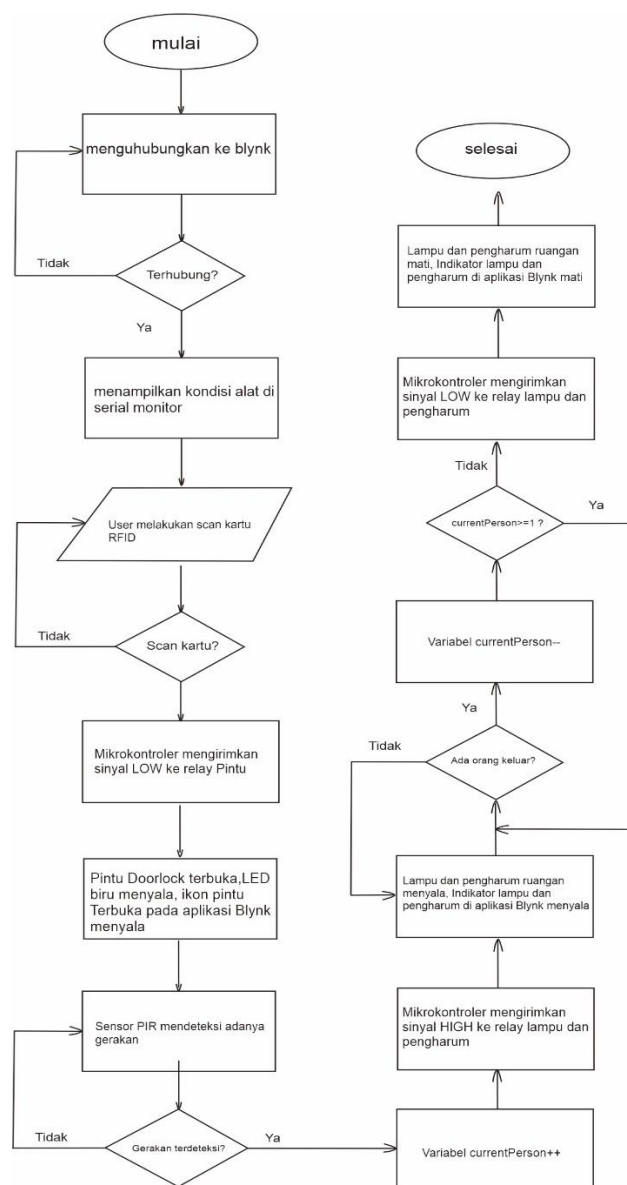 mulai
menguhubungkan ke blynk
Tidak
Terhubung?
Ya
menampilkan kondisi alat di
serial monitor
User melakukan scan kartu
RFID
Tidak
Scan kartu?
Mikrokontroler mengirimkan
sinyal LOW ke relay Pintu
Pintu Doorlock terbuka,LED
biru menyala, ikon pintu
Terbuka pada aplikasi Blynk
menyala
Sensor PIR mendeteksi adanya
gerakan
Tidak
Gerakan terdeteksi?
Ya
Variabel currentPerson++
Mikrokontroler mengirimkan
sinyal HIGH ke relay lampu dan
pengharum
Lampu dan pengharum ruangan
menyala, Indikator lampu dan
pengharum di aplikasi Blynk menyala
Tidak
Ada orang keluar?
Ya
Variabel currentPerson--
currentPerson>=1 ?
Ya
Tidak
Mikrokontroler mengirimkan
sinyal LOW ke relay lampu dan
pengharum
Lampu dan pengharum ruangan
mati, Indikator lampu dan
pengharum di aplikasi Blynk mati
selesai